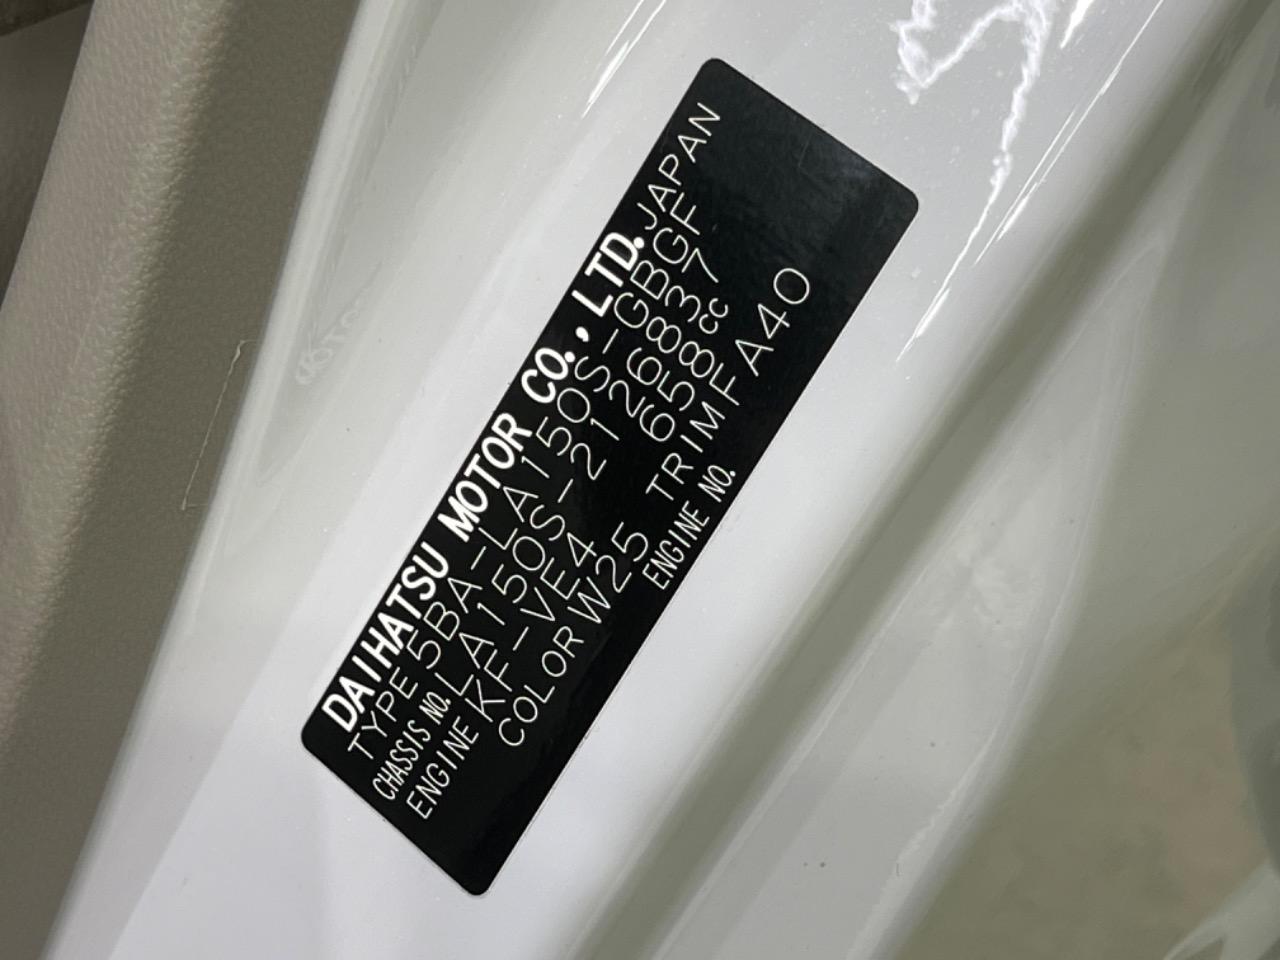 DAIHATSU MOTOR CO., LTD. JAPAN
TYPE 5BA-LA150S-GBGF
CHASSIS NO. LA150S-2126837
ENGINE KF-VE4 658cc
COLOR W25 TRIM FA40
ENGINE NO.